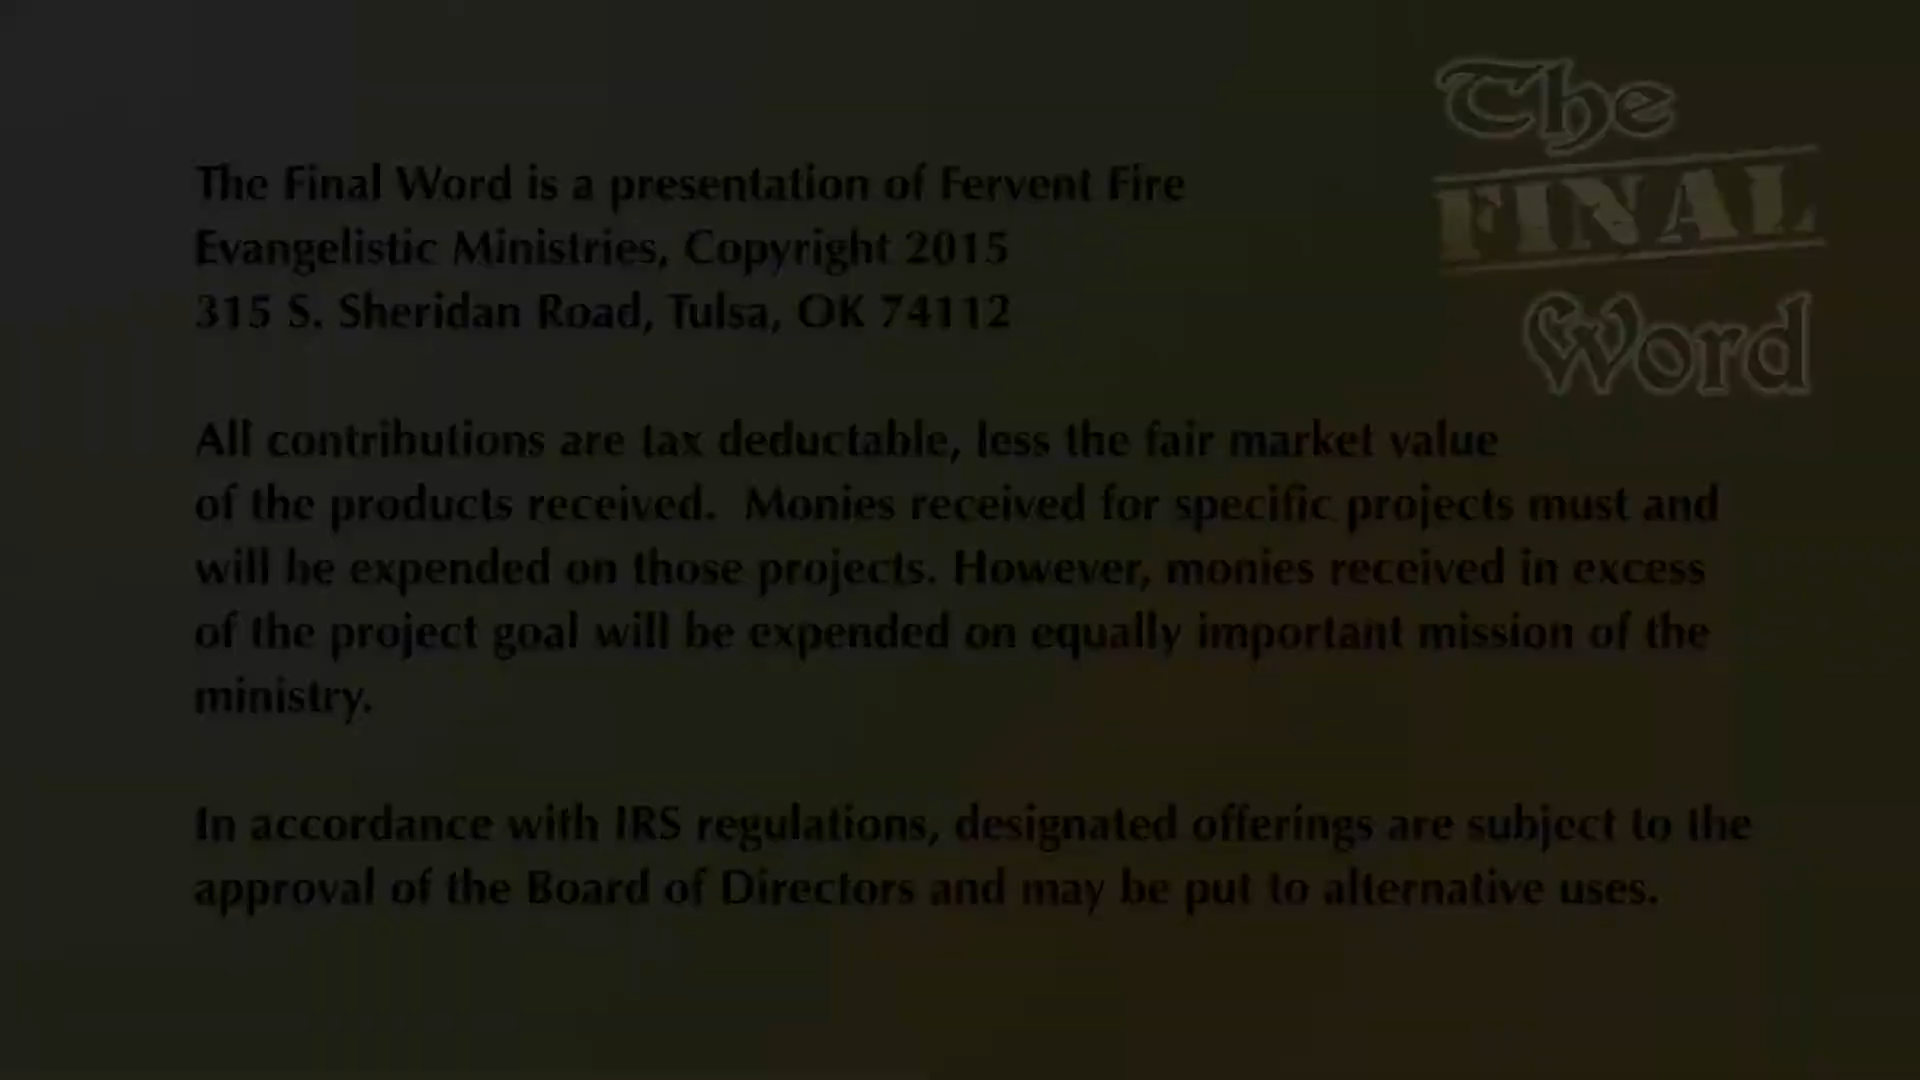 The
FINAL
Word
The Final Word is a presentation of Fervent Fire
Evangelistic Ministries, Copyright 2015
315 S. Sheridan Road, Tulsa, OK 74112
All contributions are tax deductable, less the fair market value
of the products received.  Monies received for specific projects must and
will be expended on those projects. However, monies received in excess
of the project goal will be expended on equally important mission of the
ministry.
In accordance with IRS regulations, designated offerings are subject to the
approval of the Board of Directors and may be put to alternative uses.